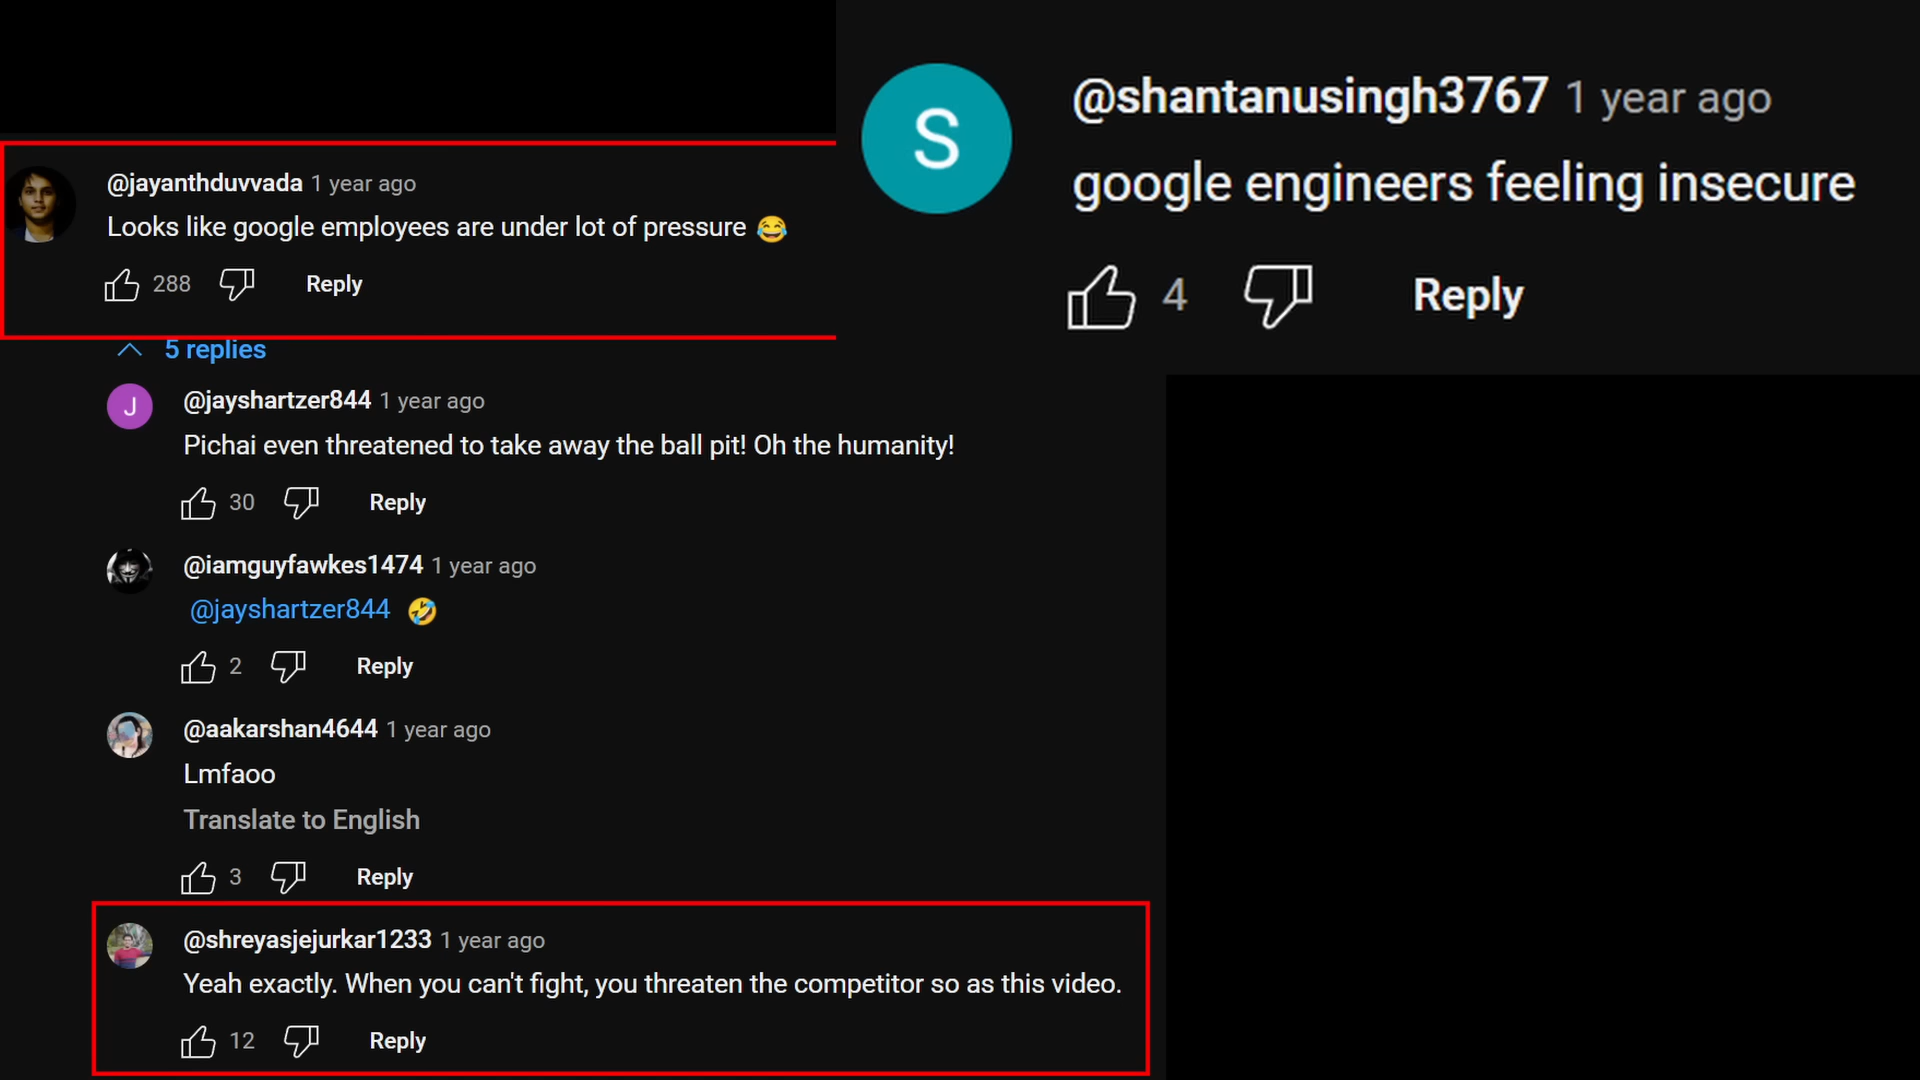 @jayanthduvvada 1 year ago
Looks like google employees are under lot of pressure 😂
288 Reply
5 replies
J
@jayshartzer844 1 year ago
Pichai even threatened to take away the ball pit! Oh the humanity!
30 Reply
@iamguyfawkes1474 1 year ago
@jayshartzer844 🤣
2 Reply
@aakarshan4644 1 year ago
Lmfaoo
Translate to English
3 Reply
@shreyasjejurkar1233 1 year ago
Yeah exactly. When you can't fight, you threaten the competitor so as this video.
12 Reply
S
@shantanusingh3767 1 year ago
google engineers feeling insecure
4 Reply